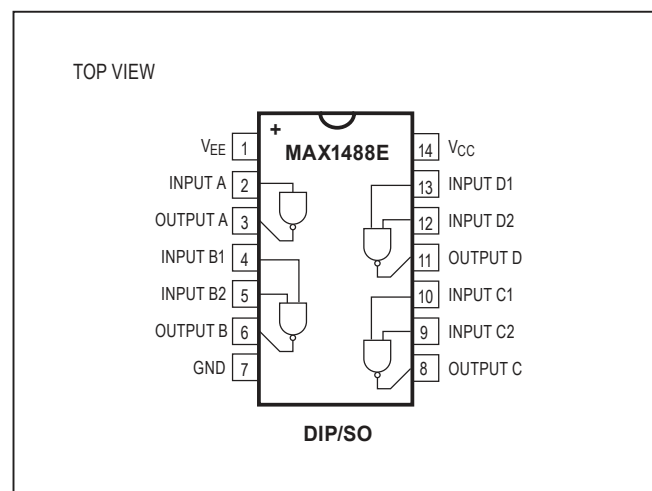 TOP VIEW
+
MAX1488E
VEE 1
INPUT A 2
OUTPUT A 3
INPUT B1 4
INPUT B2 5
OUTPUT B 6
GND 7
14 VCC
13 INPUT D1
12 INPUT D2
11 OUTPUT D
10 INPUT C1
9 INPUT C2
8 OUTPUT C
DIP/SO